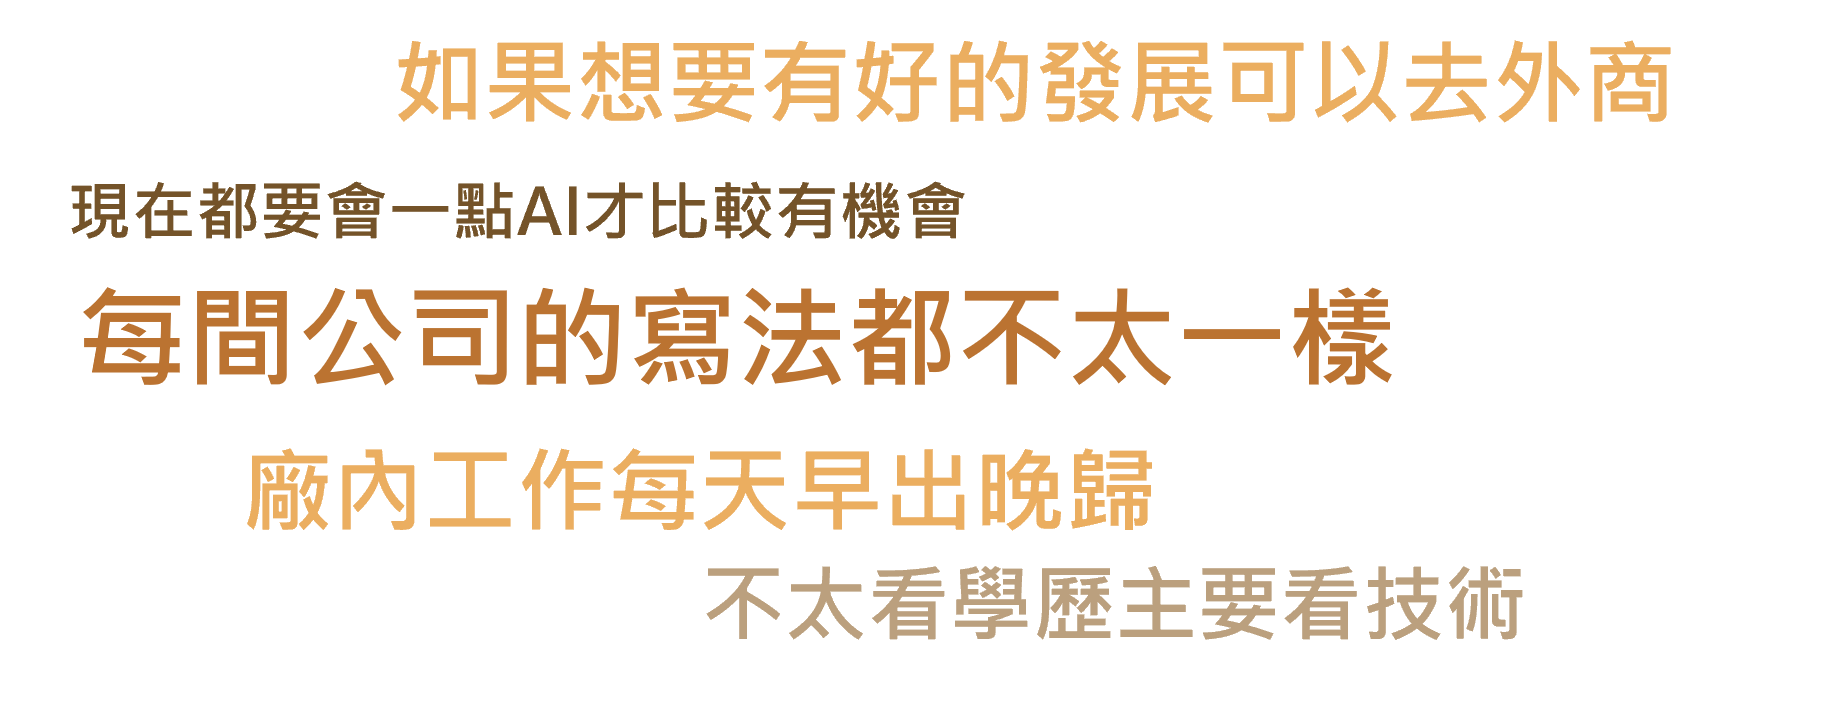 如果想要有好的發展可以去外商
現在都要會一點AI才比較有機會
每間公司的寫法都不太一樣
廠內工作每天早出晚歸
不太看學歷主要看技術